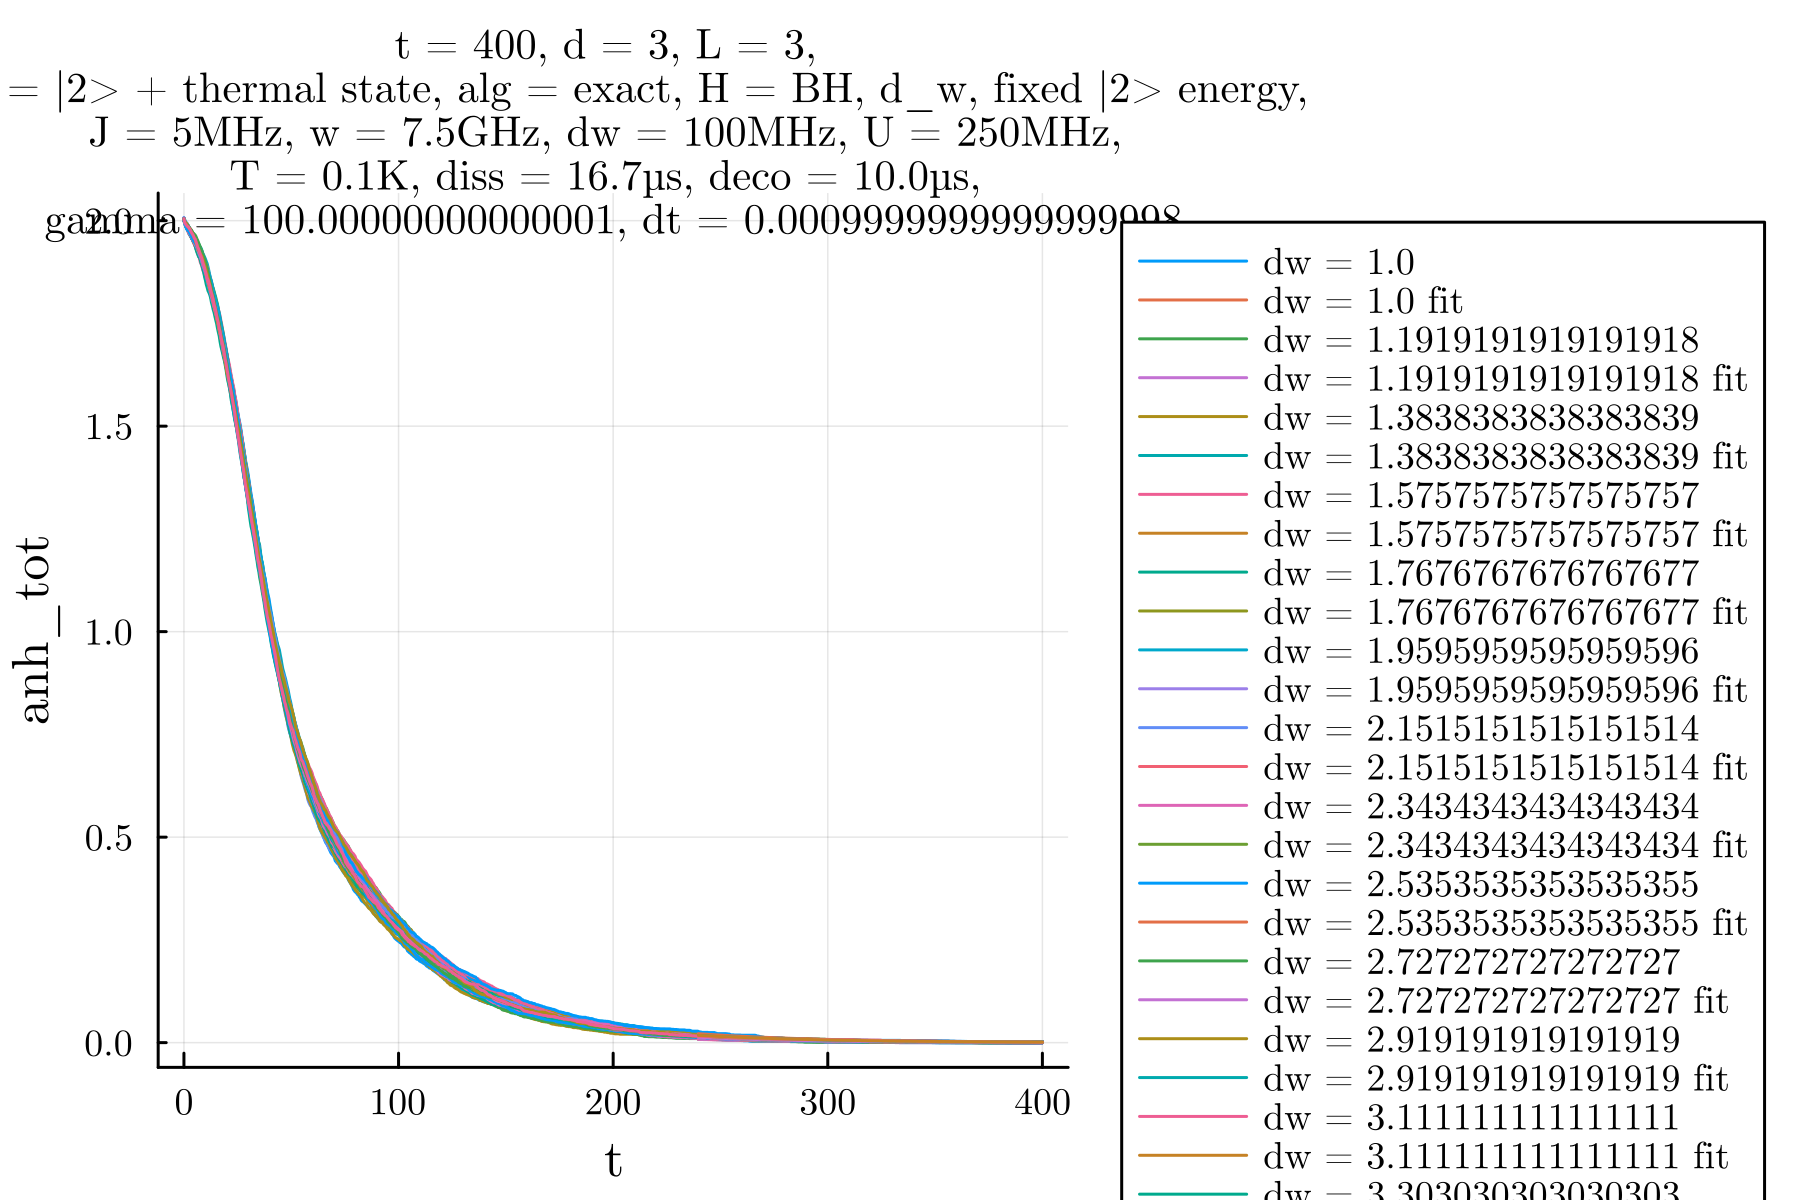 t = 400, d = 3, L = 3,
= |2> + thermal state, alg = exact, H = BH, d_w, fixed |2> energy,
J = 5MHz, w = 7.5GHz, dw = 100MHz, U = 250MHz,
T = 0.1K, diss = 16.7µs, deco = 10.0µs,
gamma = 100.00000000000001, dt = 0.0009999999999999998
2.0
1.5
1.0
0.5
0.0
anh_tot
0 100 200 300 400
t
dw = 1.0
dw = 1.0 fit
dw = 1.1919191919191918
dw = 1.1919191919191918 fit
dw = 1.3838383838383839
dw = 1.3838383838383839 fit
dw = 1.5757575757575757
dw = 1.5757575757575757 fit
dw = 1.7676767676767677
dw = 1.7676767676767677 fit
dw = 1.9595959595959596
dw = 1.9595959595959596 fit
dw = 2.1515151515151514
dw = 2.1515151515151514 fit
dw = 2.3434343434343434
dw = 2.3434343434343434 fit
dw = 2.5353535353535355
dw = 2.5353535353535355 fit
dw = 2.727272727272727
dw = 2.727272727272727 fit
dw = 2.919191919191919
dw = 2.919191919191919 fit
dw = 3.111111111111111
dw = 3.111111111111111 fit
dw = 3.303030303030303